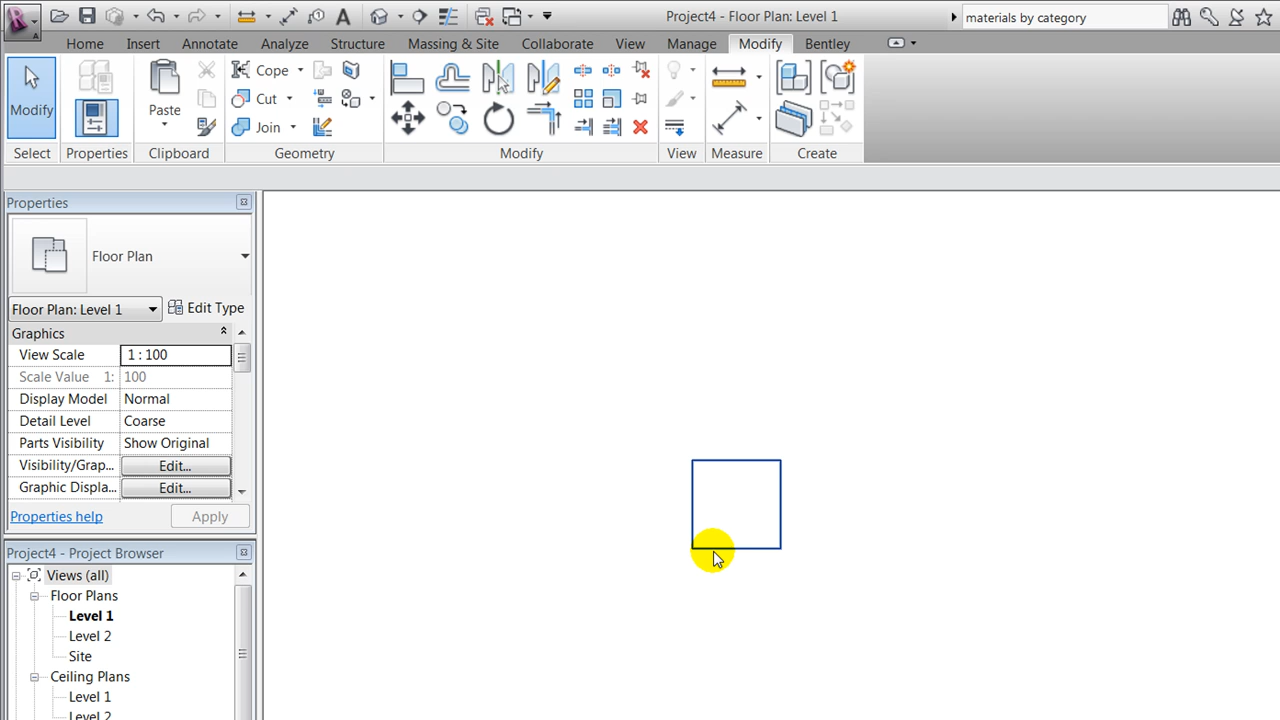 Project4 - Floor Plan: Level 1
materials by category
Home Insert Annotate Analyze Structure Massing & Site Collaborate View Manage Modify Bentley
Modify
Paste
Cope
Cut
Join
Select Properties Clipboard Geometry Modify View Measure Create
Properties
Floor Plan
Floor Plan: Level 1 Edit Type
Graphics
View Scale 1 : 100
Scale Value 1: 100
Display Model Normal
Detail Level Coarse
Parts Visibility Show Original
Visibility/Grap... Edit...
Graphic Displa... Edit...
Properties help Apply
Project4 - Project Browser
Views (all)
Floor Plans
Level 1
Level 2
Site
Ceiling Plans
Level 1
Level 2